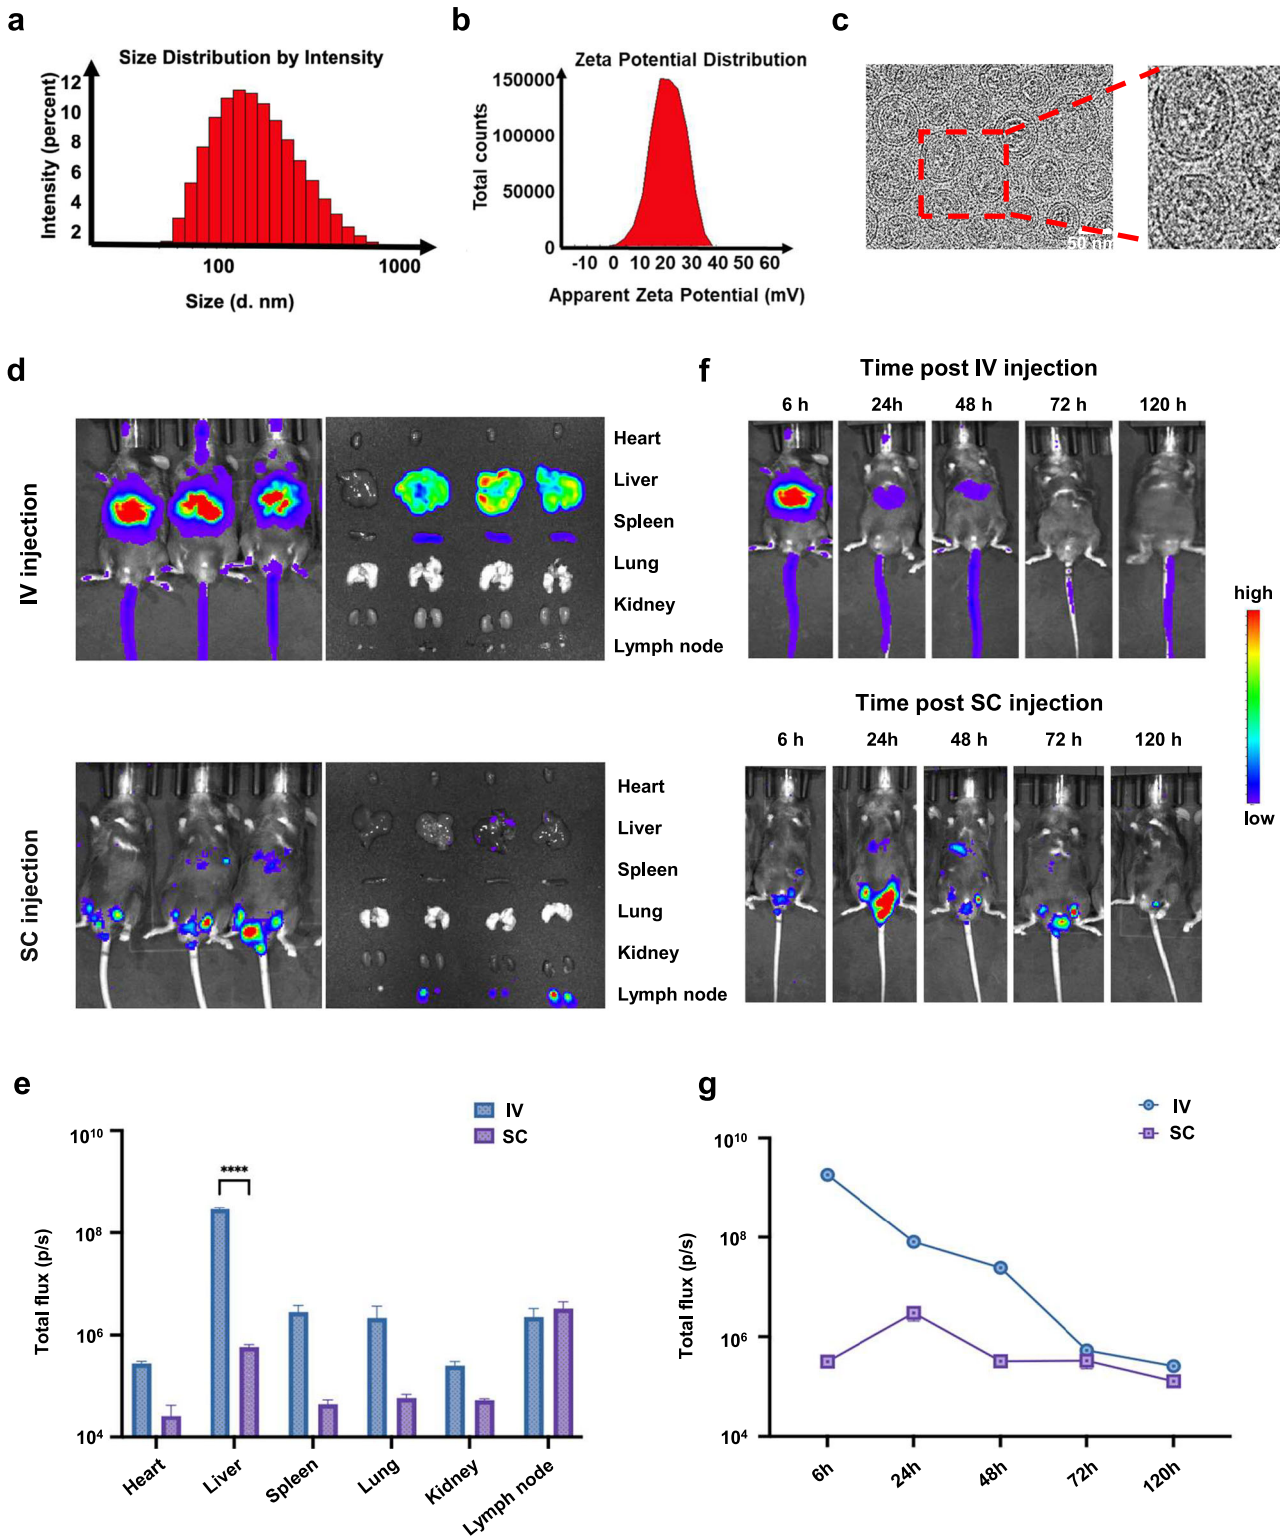 a
Size Distribution by Intensity
Intensity (percent)
12
10
8
6
4
2
100
1000
Size (d. nm)
b
Zeta Potential Distribution
Total counts
150000
100000
50000
0
-10 0 10 20 30 40 50 60
Apparent Zeta Potential (mV)
c
50 nm
d
IV injection
Heart
Liver
Spleen
Lung
Kidney
Lymph node
SC injection
Heart
Liver
Spleen
Lung
Kidney
Lymph node
f
Time post IV injection
6 h 24h 48 h 72 h 120 h
Time post SC injection
6 h 24h 48 h 72 h 120 h
high
low
e
IV
SC
Total flux (p/s)
10^10
10^8
10^6
10^4
****
Heart
Liver
Spleen
Lung
Kidney
Lymph node
g
IV
SC
Total flux (p/s)
10^10
10^8
10^6
10^4
6h
24h
48h
72h
120h